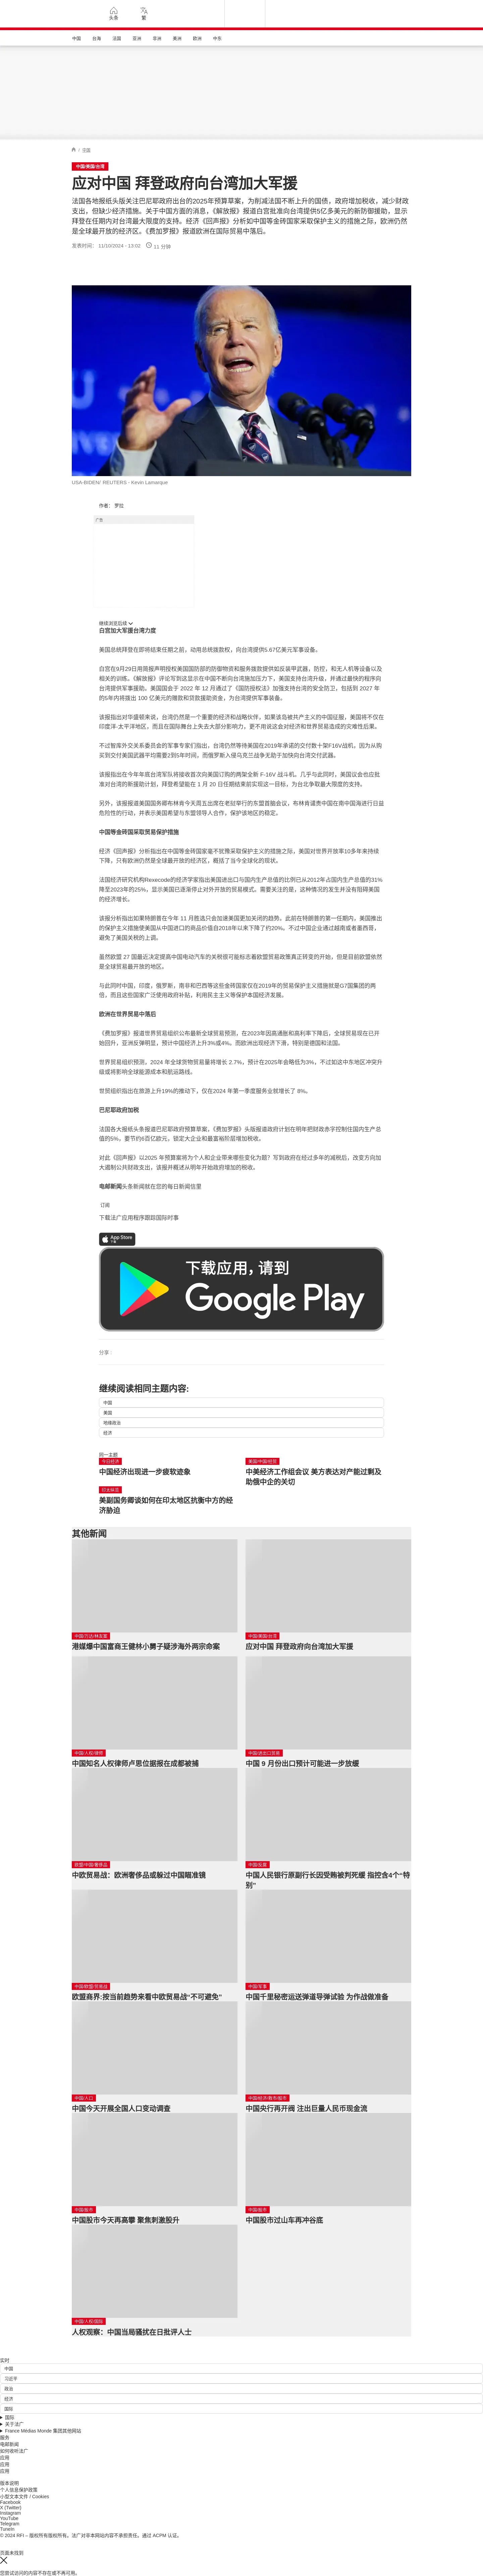 头条
繁
中国
台海
法国
亚洲
非洲
美洲
欧洲
中东
/ 中国
中国/美国/台湾
应对中国 拜登政府向台湾加大军援
法国各地报纸头版关注巴尼耶政府出台的2025年预算草案，为削减法国不断上升的国债，政府增加税收，减少财政
支出，但缺少经济措施。关于中国方面的消息，《解放报》报道白宫批准向台湾提供5亿多美元的新防御援助，显示
拜登在任期内对台湾最大限度的支持。经济《回声报》分析如中国等金砖国家采取保护主义的措施之际，欧洲仍然
是全球最开放的经济区。《费加罗报》报道欧洲在国际贸易中落后。
发表时间： 11/10/2024 - 13:02
11 分钟
USA-BIDEN/ REUTERS - Kevin Lamarque
作者： 罗拉
广告
继续浏览后续
白宫加大军援台湾力度
美国总统拜登在即将结束任期之前，动用总统拨款权，向台湾提供5.67亿美元军事设备。
白宫在9月29日用简报声明授权美国国防部的防御物资和服务拨款提供如反装甲武器，防控，和无人机等设备以及
相关的训练。《解放报》评论写到这显示在中国不断向台湾施加压力下，美国支持台湾升级，并通过最快的程序向
台湾提供军事援助。美国国会于 2022 年 12 月通过了《国防授权法》加强支持台湾的安全防卫，包括到 2027 年
的5年内将拨出 100 亿美元的赠款和贷款援助资金，为台湾提供军事装备。
该报指出对华盛顿来说，台湾仍然是一个重要的经济和战略伙伴，如果该岛被共产主义的中国征服，美国将不仅在
印度洋-太平洋地区，而且在国际舞台上失去大部分影响力，更不用说这会对经济和世界贸易造成的灾难性后果。
不过智库外交关系委员会的军事专家们指出，台湾仍然等待美国在2019年承诺的交付数十架F16V战机，因为从购
买到交付美国武器平均需要2到5年时间，而俄罗斯入侵乌克兰战争无助于加快向台湾交付武器。
该报指出在今年年底台湾军队将接收首次向美国订购的两架全新 F-16V 战斗机。几乎与此同时，美国议会也应批
准对台湾的新援助计划，拜登希望能在 1 月 20 日任期结束前实现这一目标，为台北争取最大限度的支持。
另外，该报报道美国国务卿布林肯今天周五出席在老挝举行的东盟首脑会议，布林肯谴责中国在南中国海进行日益
危险性的行动，并表示美国希望与东盟领导人合作，保护该地区的稳定。
中国等金砖国采取贸易保护措施
经济《回声报》分析指出在中国等金砖国家毫不犹豫采取保护主义的措施之际，美国对世界开放率10多年来持续
下降，只有欧洲仍然是全球最开放的经济区，概括了当今全球化的现状。
法国经济研究机构Rexecode的经济学家指出美国进出口与国内生产总值的比例已从2012年占国内生产总值的31%
降至2023年的25%，显示美国已逐渐停止对外开放的贸易模式。需要关注的是，这种情况的发生并没有阻碍美国
的经济增长。
该报分析指出如果特朗普在今年 11 月胜选只会加速美国更加关闭的趋势。此前在特朗普的第一任期内，美国推出
的保护主义措施使美国从中国进口的商品价值自2018年以来下降了约20%。不过中国企业通过越南或者墨西哥，
避免了美国关税的上调。
虽然欧盟 27 国最近决定提高中国电动汽车的关税很可能标志着欧盟贸易政策真正转变的开始，但是目前欧盟依然
是全球贸易最开放的地区。
与此同时中国，印度，俄罗斯，南非和巴西等这些金砖国家仅在2019年的贸易保护主义措施就是G7国集团的两
倍，而且这些国家广泛使用政府补贴，利用民主主义等保护本国经济发展。
欧洲在世界贸易中落后
《费加罗报》报道世界贸易组织公布最新全球贸易预测，在2023年因高通胀和高利率下降后，全球贸易现在已开
始回升，亚洲反弹明显，预计中国经济上升3%或4%。而欧洲出现经济下滑，特别是德国和法国。
世界贸易组织预测，2024 年全球货物贸易量将增长 2.7%，预计在2025年会略低为3%，不过如这中东地区冲突升
级或将影响全球能源成本和航运路线。
世贸组织指出在旅游上升19%的推动下，仅在2024 年第一季度服务业就增长了 8%。
巴尼耶政府加税
法国各大报纸头条报道巴尼耶政府预算草案，《费加罗报》头版报道政府计划在明年把财政赤字控制住国内生产总
值的5%，要节约6百亿欧元，锁定大企业和最富裕阶层增加税收。
对此《回声报》以2025 年预算案将为个人和企业带来哪些变化为题？写到政府在经过多年的减税后，改变方向加
大遏制公共财政支出，该报并概述从明年开始政府增加的税收。
电邮新闻头条新闻就在您的每日新闻信里
订阅
下载法广应用程序跟踪国际时事
App Store
下载应用，请到
Google Play
分享 :
继续阅读相同主题内容:
中国
美国
地缘政治
经济
同一主题
今日经济
中国经济出现进一步疲软迹象
美国/中国/经贸
中美经济工作组会议 美方表达对产能过剩及
助俄中企的关切
印太棱湛
美副国务卿谈如何在印太地区抗衡中方的经
济胁迫
其他新闻
中国/万达/林亚夏
港媒爆中国富商王健林小舅子疑涉海外两宗命案
中国/美国/台湾
应对中国 拜登政府向台湾加大军援
中国/人权/律师
中国知名人权律师卢思位据报在成都被捕
中国/进出口贸易
中国 9 月份出口预计可能进一步放缓
欧盟/中国/奢侈品
中欧贸易战：欧洲奢侈品或躲过中国瞄准镜
中国/反腐
中国人民银行原副行长因受贿被判死缓 指控含4个“特
别”
中国/欧盟/贸易战
欧盟商界:按当前趋势来看中欧贸易战“不可避免”
中国/军事
中国千里秘密运送弹道导弹试验 为作战做准备
中国/人口
中国今天开展全国人口变动调查
中国/经济/救市/股市
中国央行再开阀 注出巨量人民币现金流
中国/股市
中国股市今天再高攀 聚焦刺激股升
中国/股市
中国股市过山车再冲谷底
中国/人权/国际
人权观察：中国当局骚扰在日批评人士
实时
中国
习近平
政治
经济
国际
国际
关于法广
France Médias Monde 集团其他网站
服务
电邮新闻
如何收听法广
应用
应用
应用
版本说明
个人信息保护政策
小型文本文件 / Cookies
Facebook
X (Twitter)
Instagram
YouTube
Telegram
TuneIn
© 2024 RFI – 版权所有版权所有。法广对非本网站内容不承担责任。通过 ACPM 认证。
页面未找到
您尝试访问的内容不存在或不再可用。